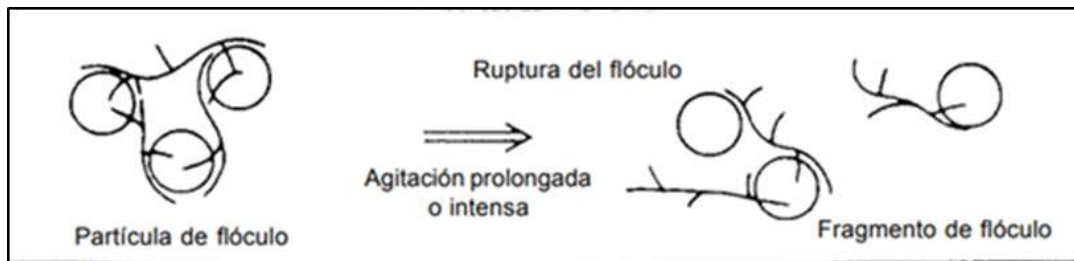 Ruptura del flóculo
Agitación prolongada
o intensa
Partícula de flóculo
Fragmento de flóculo